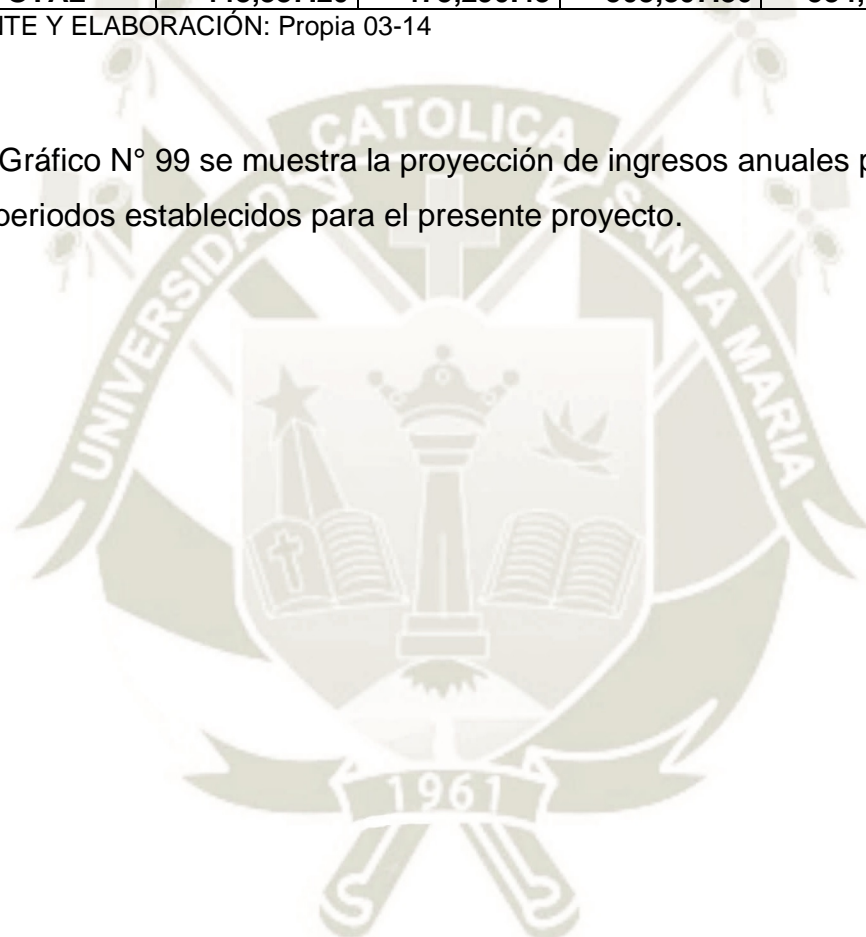 NTE Y ELABORACIÓN: Propia 03-14
Gráfico N° 99 se muestra la proyección de ingresos anuales
periodos establecidos para el presente proyecto.
UNIVERSIDAD CATOLICA SANTA MARIA
1961